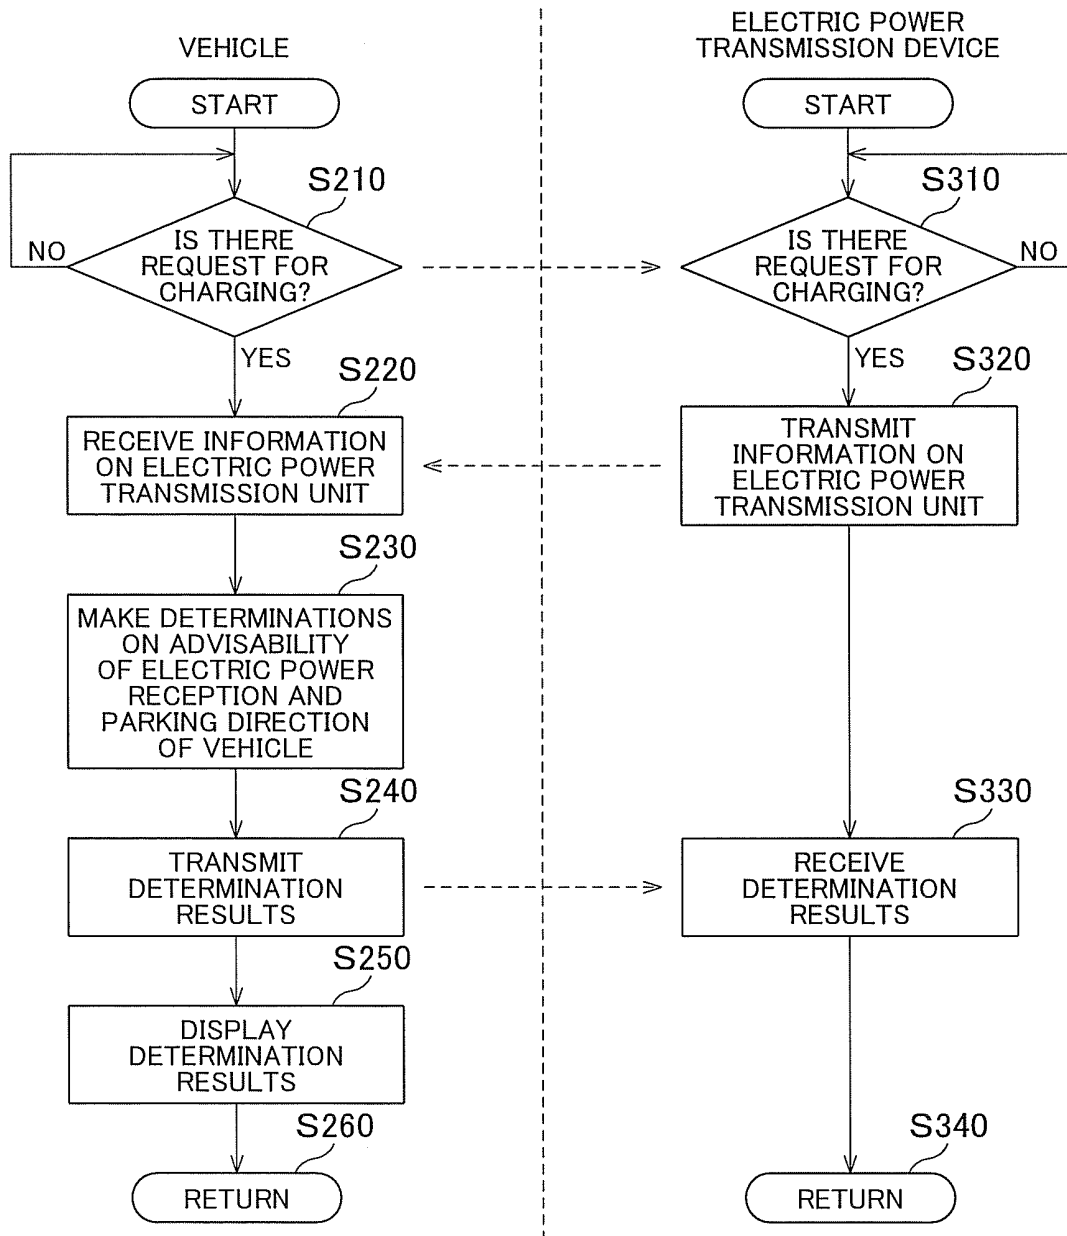 VEHICLE
START
S210
IS THERE
REQUEST FOR
CHARGING?
NO
YES
S220
RECEIVE INFORMATION
ON ELECTRIC POWER
TRANSMISSION UNIT
S230
MAKE DETERMINATIONS
ON ADVISABILITY
OF ELECTRIC POWER
RECEPTION AND
PARKING DIRECTION
OF VEHICLE
S240
TRANSMIT
DETERMINATION
RESULTS
S250
DISPLAY
DETERMINATION
RESULTS
S260
RETURN
ELECTRIC POWER
TRANSMISSION DEVICE
START
S310
IS THERE
REQUEST FOR
CHARGING?
NO
YES
S320
TRANSMIT
INFORMATION ON
ELECTRIC POWER
TRANSMISSION UNIT
S330
RECEIVE
DETERMINATION
RESULTS
S340
RETURN